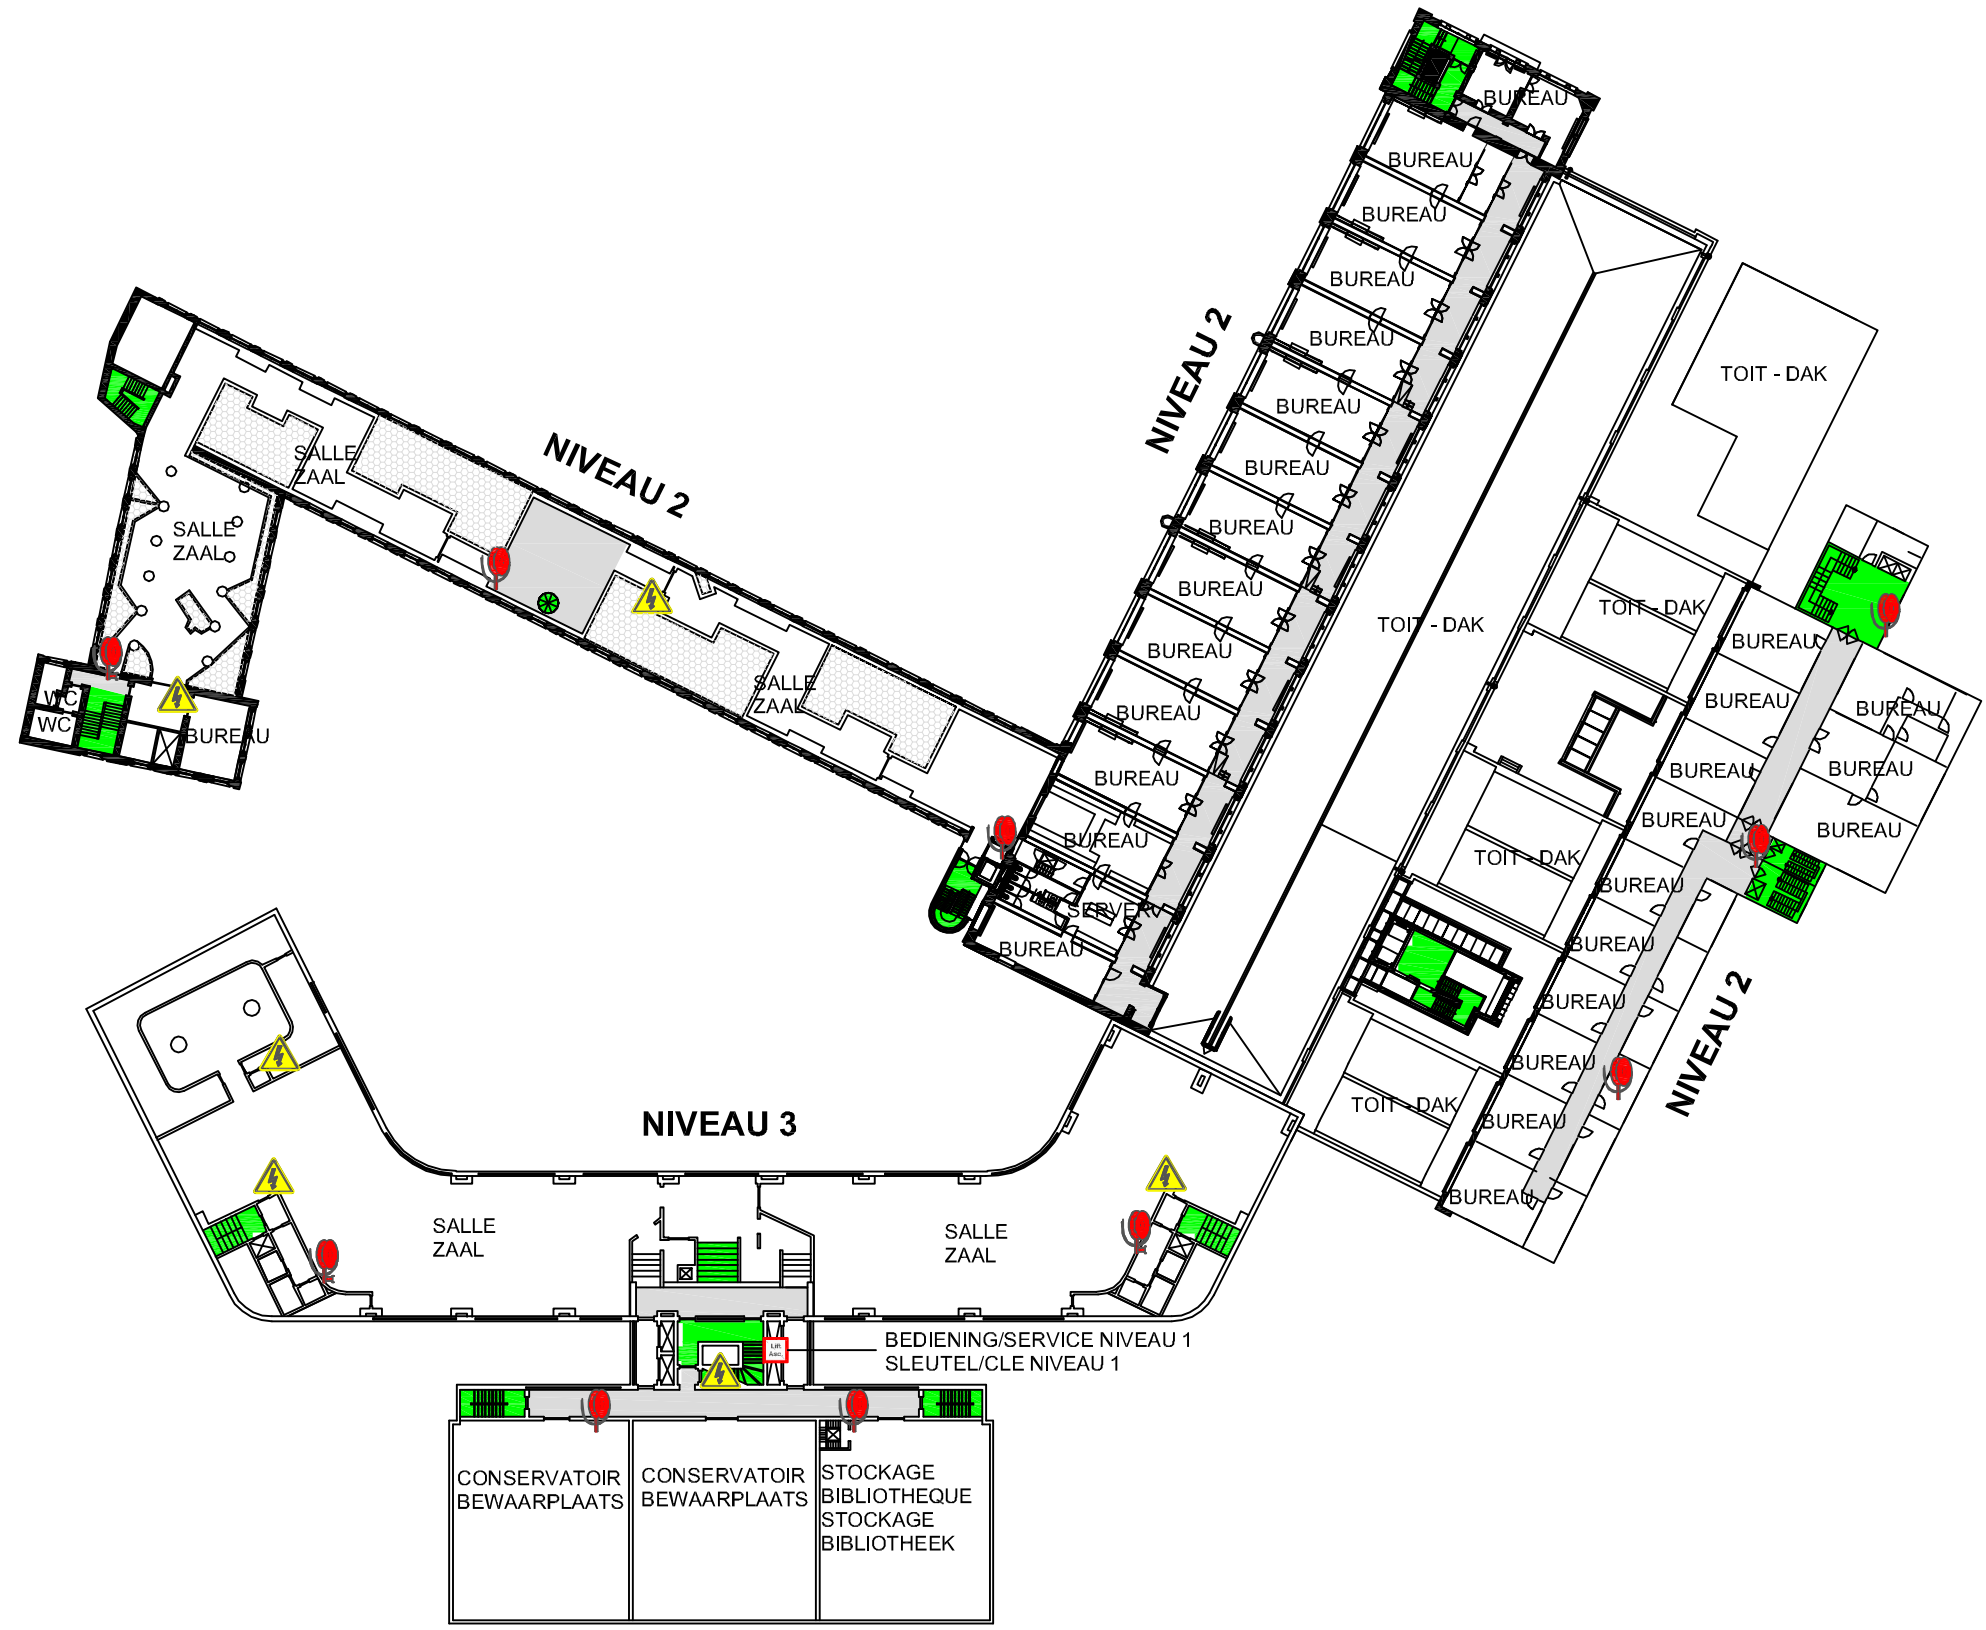 BUREAU
BUREAU
BUREAU
BUREAU
BUREAU
BUREAU
BUREAU
BUREAU
BUREAU
BUREAU
BUREAU
BUREAU
BUREAU
SERVER
BUREAU
NIVEAU 2
NIVEAU 2
SALLE
ZAAL
SALLE
ZAAL
SALLE
ZAAL
WC
WC
BUREAU
TOIT - DAK
TOIT - DAK
TOIT - DAK
TOIT - DAK
TOIT - DAK
BUREAU
BUREAU
BUREAU
BUREAU
BUREAU
BUREAU
BUREAU
BUREAU
BUREAU
BUREAU
BUREAU
BUREAU
BUREAU
NIVEAU 2
NIVEAU 3
SALLE
ZAAL
SALLE
ZAAL
Lift
Asc.
BEDIENING/SERVICE NIVEAU 1
SLEUTEL/CLE NIVEAU 1
CONSERVATOIR
BEWAARPLAATS
CONSERVATOIR
BEWAARPLAATS
STOCKAGE
BIBLIOTHEQUE
STOCKAGE
BIBLIOTHEEK